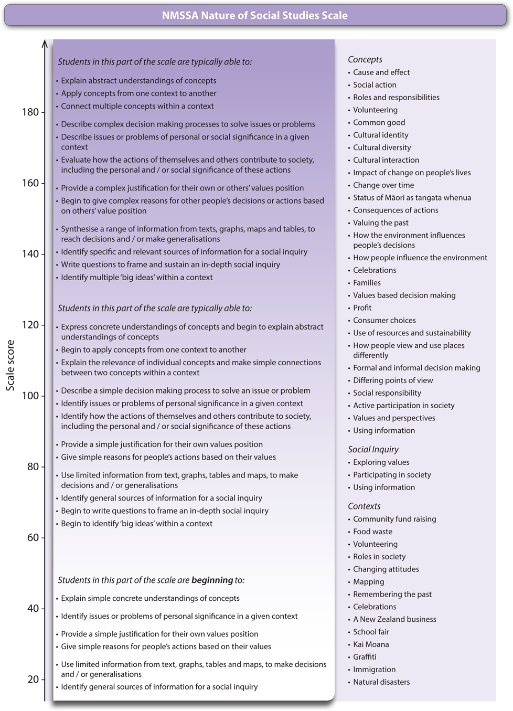 NMSSA Nature of Social Studies Scale
Scale score
180
160
140
120
100
80
60
40
20
Students in this part of the scale are typically able to:
• Explain abstract understandings of concepts
• Apply concepts from one context to another
• Connect multiple concepts within a context
• Describe complex decision making processes to solve issues or problems
• Describe issues or problems of personal or social significance in a given
context
• Evaluate how the actions of themselves and others contribute to society,
including the personal and / or social significance of these actions
• Provide a complex justification for their own or others' values position
• Begin to give complex reasons for other people's decisions or actions based
on others' value position
• Synthesise a range of information from texts, graphs, maps and tables, to
reach decisions and / or make generalisations
• Identify specific and relevant sources of information for a social inquiry
• Write questions to frame and sustain an in-depth social inquiry
• Identify multiple 'big ideas' within a context
Students in this part of the scale are typically able to:
• Express concrete understandings of concepts and begin to explain abstract
understandings of concepts
• Begin to apply concepts from one context to another
• Explain the relevance of individual concepts and make simple connections
between two concepts within a context
• Describe a simple decision making process to solve an issue or problem
• Identify issues or problems of personal significance in a given context
• Identify how the actions of themselves and others contribute to society,
including the personal and / or social significance of these actions
• Provide a simple justification for their own values position
• Give simple reasons for people's actions based on their values
• Use limited information from text, graphs, tables and maps, to make
decisions and / or generalisations
• Identify general sources of information for a social inquiry
• Begin to write questions to frame an in-depth social inquiry
• Begin to identify 'big ideas' within a context
Students in this part of the scale are beginning to:
• Explain simple concrete understandings of concepts
• Identify issues or problems of personal significance in a given context
• Provide a simple justification for their own values position
• Give simple reasons for people's actions based on their values
• Use limited information from text, graphs, tables and maps, to make decisions
and / or generalisations
• Identify general sources of information for a social inquiry
Concepts
• Cause and effect
• Social action
• Roles and responsibilities
• Volunteering
• Common good
• Cultural identity
• Cultural diversity
• Cultural interaction
• Impact of change on people's lives
• Change over time
• Status of Māori as tangata whenua
• Consequences of actions
• Valuing the past
• How the environment influences
people's decisions
• How people influence the environment
• Celebrations
• Families
• Values based decision making
• Profit
• Consumer choices
• Use of resources and sustainability
• How people view and use places
differently
• Formal and informal decision making
• Differing points of view
• Social responsibility
• Active participation in society
• Values and perspectives
• Using information
Social Inquiry
• Exploring values
• Participating in society
• Using information
Contexts
• Community fund raising
• Food waste
• Volunteering
• Roles in society
• Changing attitudes
• Mapping
• Remembering the past
• Celebrations
• A New Zealand business
• School fair
• Kai Moana
• Graffiti
• Immigration
• Natural disasters